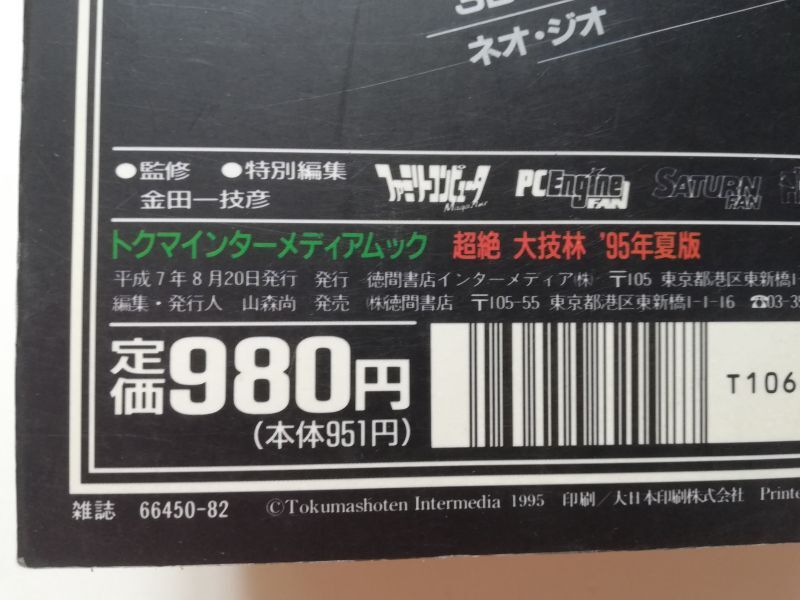 ネオ・ジオ
●監修 ●特別編集
金田一技彦
ファミリーコンピュータ Magazine PC Engine FAN SATURN FAN
トクマインターメディアムック 超絶 大技林 '95年夏版
平成7年8月20日発行 発行 徳間書店インターメディア㈱ 〒105 東京都港区東新橋1-
編集・発行人 山森尚 発売 ㈱徳間書店 〒105-55 東京都港区東新橋1-1-16 ☎03-35
定価980円
(本体951円)
T106
雑誌 66450-82 ©Tokumashoten Intermedia 1995 印刷/大日本印刷株式会社 Printe